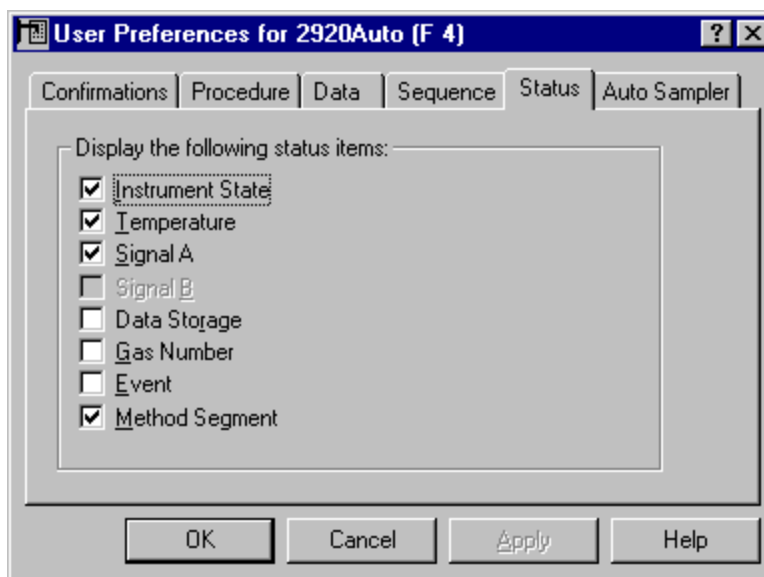 User Preferences for 2920Auto (F 4)
Confirmations Procedure Data Sequence Status Auto Sampler
Display the following status items:
Instrument State
Temperature
Signal A
Signal B
Data Storage
Gas Number
Event
Method Segment
OK Cancel Apply Help